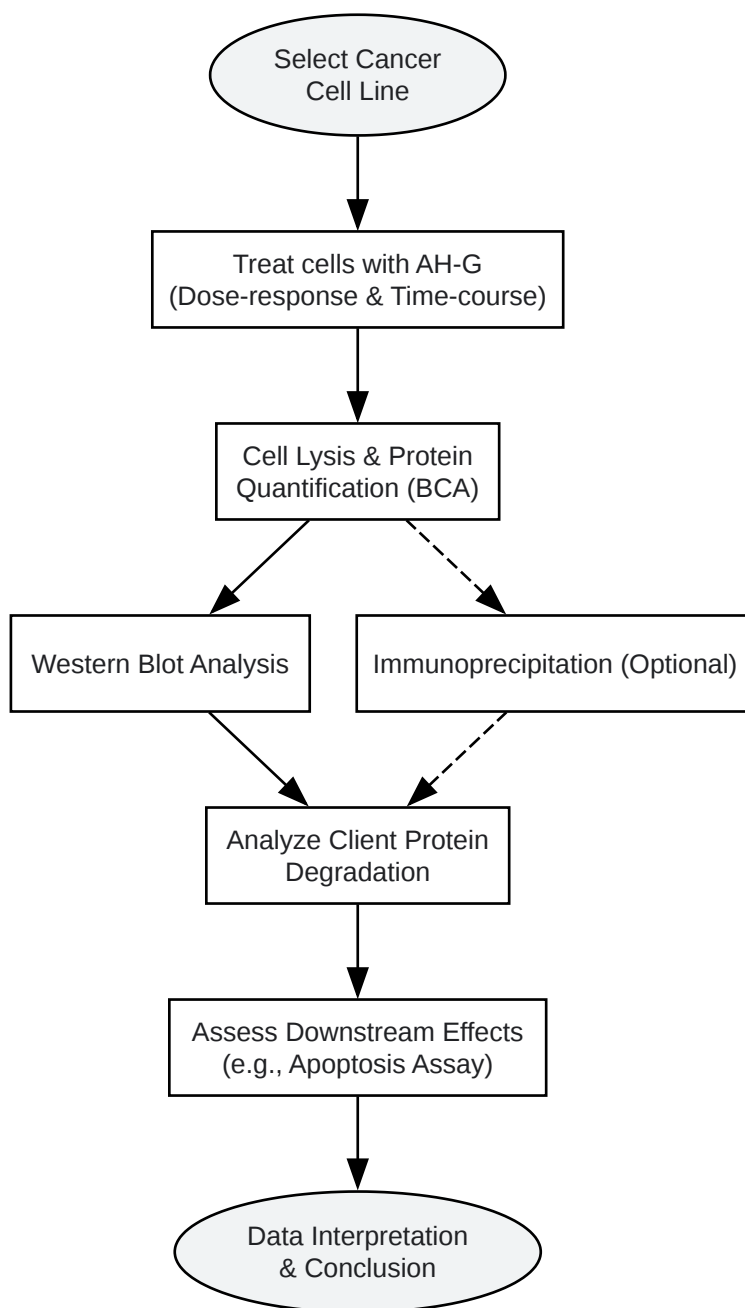 Select Cancer
Cell Line
Treat cells with AH-G
(Dose-response & Time-course)
Cell Lysis & Protein
Quantification (BCA)
Western Blot Analysis
Immunoprecipitation (Optional)
Analyze Client Protein
Degradation
Assess Downstream Effects
(e.g., Apoptosis Assay)
Data Interpretation
& Conclusion